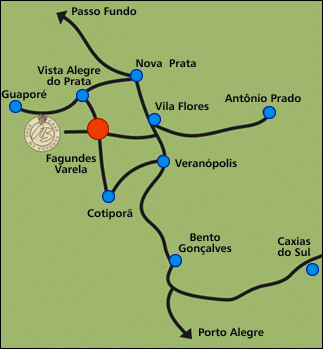 Passo Fundo
Nova Prata
Vista Alegre
do Prata
Guaporé
Vila Flores
Antônio Prado
Fagundes
Varela
Veranópolis
Cotiporã
Bento
Gonçalves
Caxias
do Sul
Porto Alegre